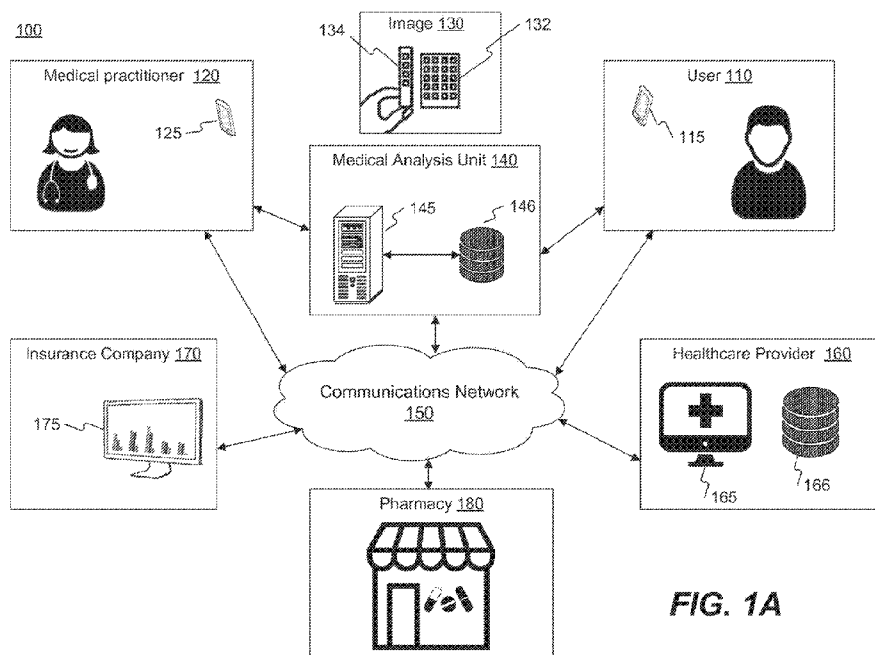 100
Image 130
134
132
Medical practitioner 120
125
User 110
115
Medical Analysis Unit 140
145
146
Insurance Company 170
175
Communications Network
150
Healthcare Provider 160
165
166
Pharmacy 180
FIG. 1A